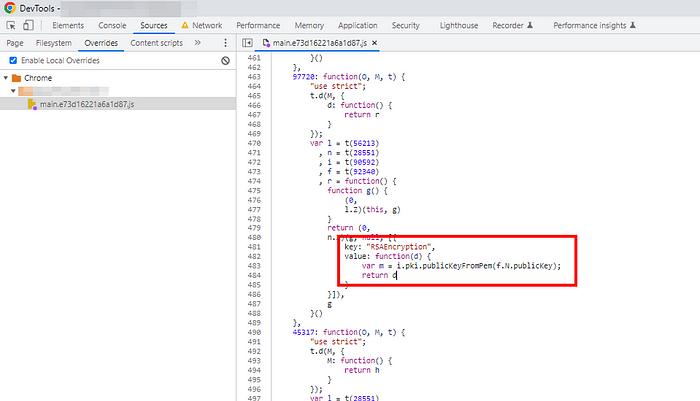 DevTools -
Elements Console Sources Network Performance Memory Application Security Lighthouse Recorder Performance insights
Page Filesystem Overrides Content scripts » main.e73d16221a6a1d87.js ×
Enable Local Overrides
Chrome
main.e73d16221a6a1d87.js
461 }()
462 },
463 97720: function(O, M, t) {
464 "use strict";
465 t.d(M, {
466 d: function() {
467 return r
468 }
469 });
470 var l = t(56213)
471 , n = t(28551)
472 , i = t(90592)
473 , f = t(92340)
474 , r = function() {
475 function g() {
476 (0,
477 l.Z)(this, g)
478 }
479 return (0,
480 n.Z)(g, null, [{
481 key: "RSAEncryption",
482 value: function(d) {
483 var m = i.pki.publicKeyFromPem(f.N.publicKey);
484 return d
485 }
486 }]),
487 g
488 }()
489 },
490 45317: function(O, M, t) {
491 "use strict";
492 t.d(M, {
493 M: function() {
494 return h
495 }
496 });
497 var l = t(28551)